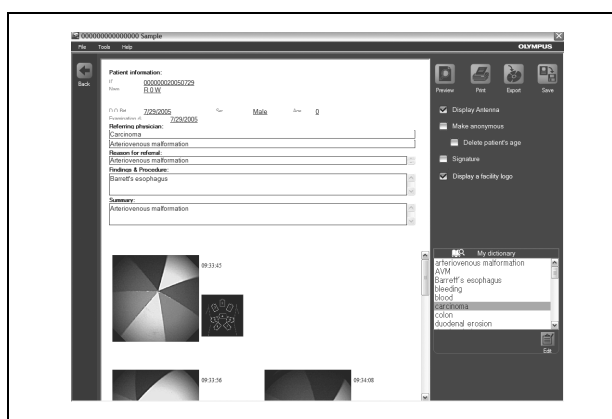 000000000000000 Sample
File Tools Help OLYMPUS
Back
Preview Print Export Save
Patient information:
000000020050729
R O W
7/29/2005 Male 0
7/29/2005
Referring physician:
Carcinoma
Arteriovenous malformation
Reason for referral:
Arteriovenous malformation
Findings & Procedure:
Barrett's esophagus
Summary:
Arteriovenous malformation
09:33:45
09:33:56
09:34:08
Display Antenna
Make anonymous
Delete patient's age
Signature
Display a facility logo
My dictionary
arteriovenous malformation
AVM
Barrett's esophagus
bleeding
blood
carcinoma
colon
duodenal erosion
Edit